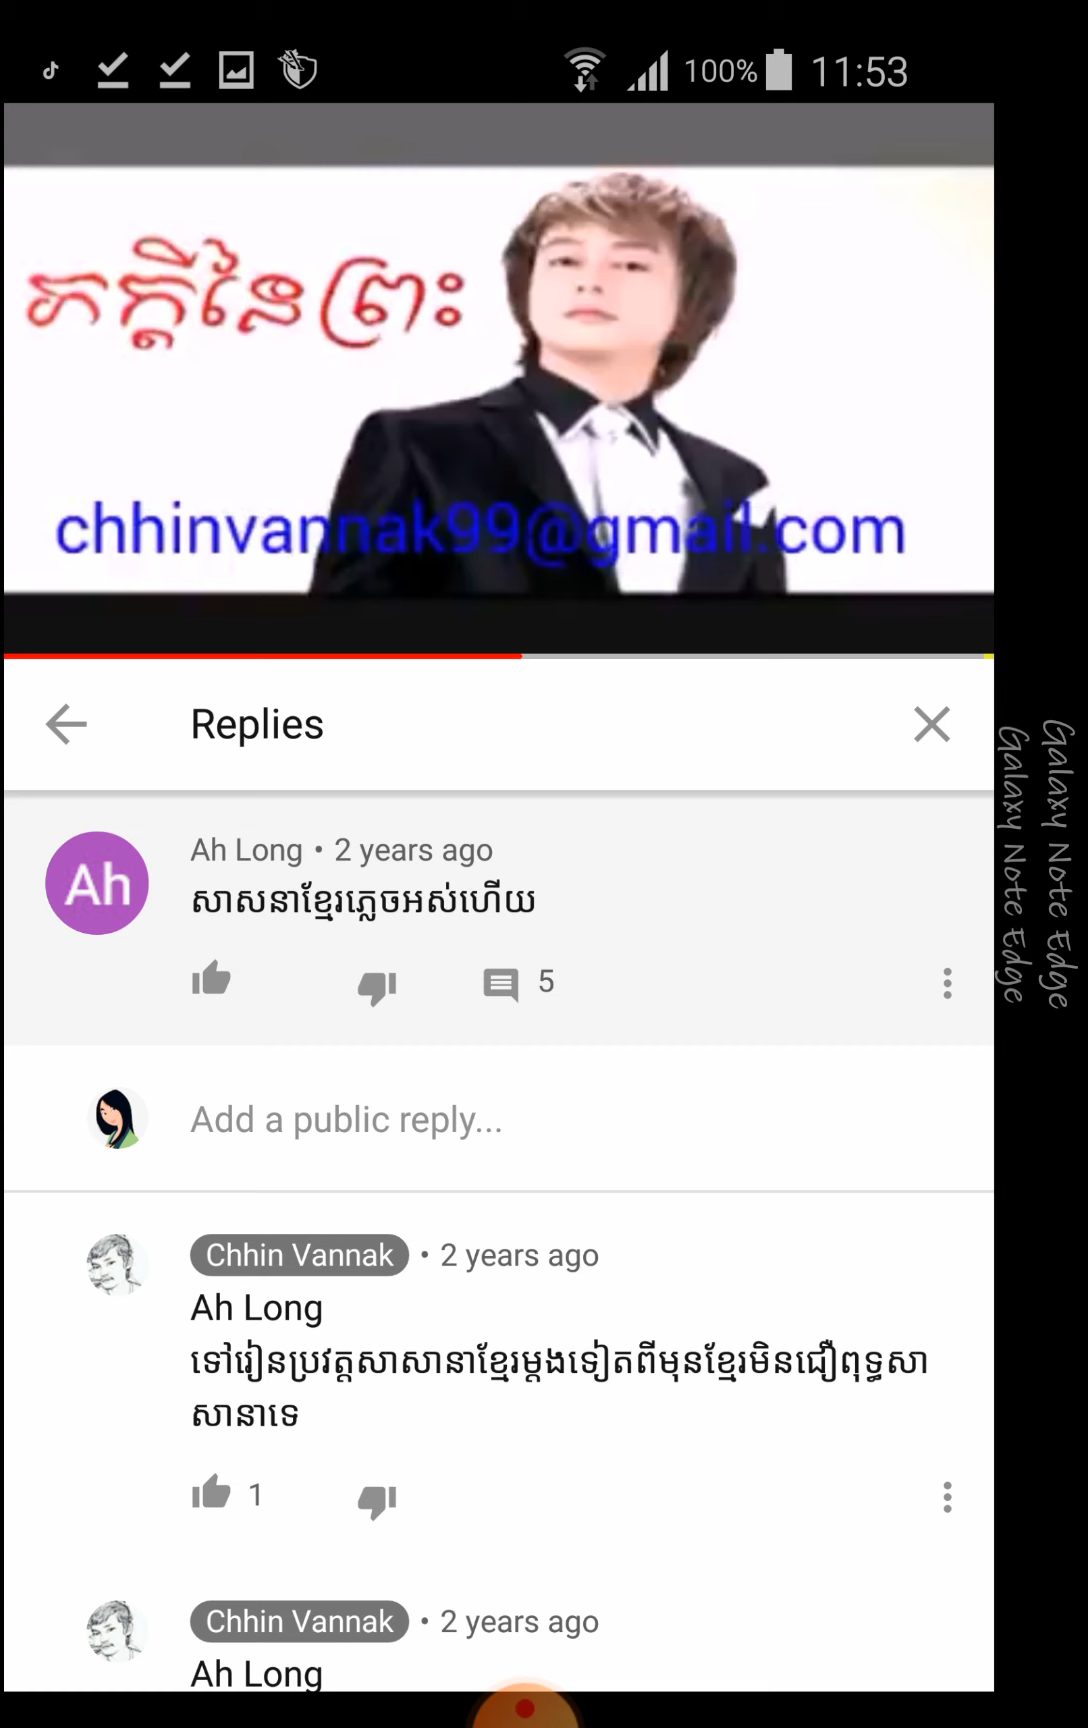 100% 11:53
ភក្តីនៃព្រះ
chhinvannak99@gmail.com
Replies
Ah Long • 2 years ago
Ah
សាសនាខ្មែរភ្លេចអស់ហើយ
5
Add a public reply...
Chhin Vannak • 2 years ago
Ah Long
ទៅរៀនប្រវត្តសាសានាខ្មែរម្តងទៀតពីមុនខ្មែរមិនជឿពុទ្ធសា
សានាទេ
1
Chhin Vannak • 2 years ago
Ah Long
Galaxy Note Edge
Galaxy Note Edge